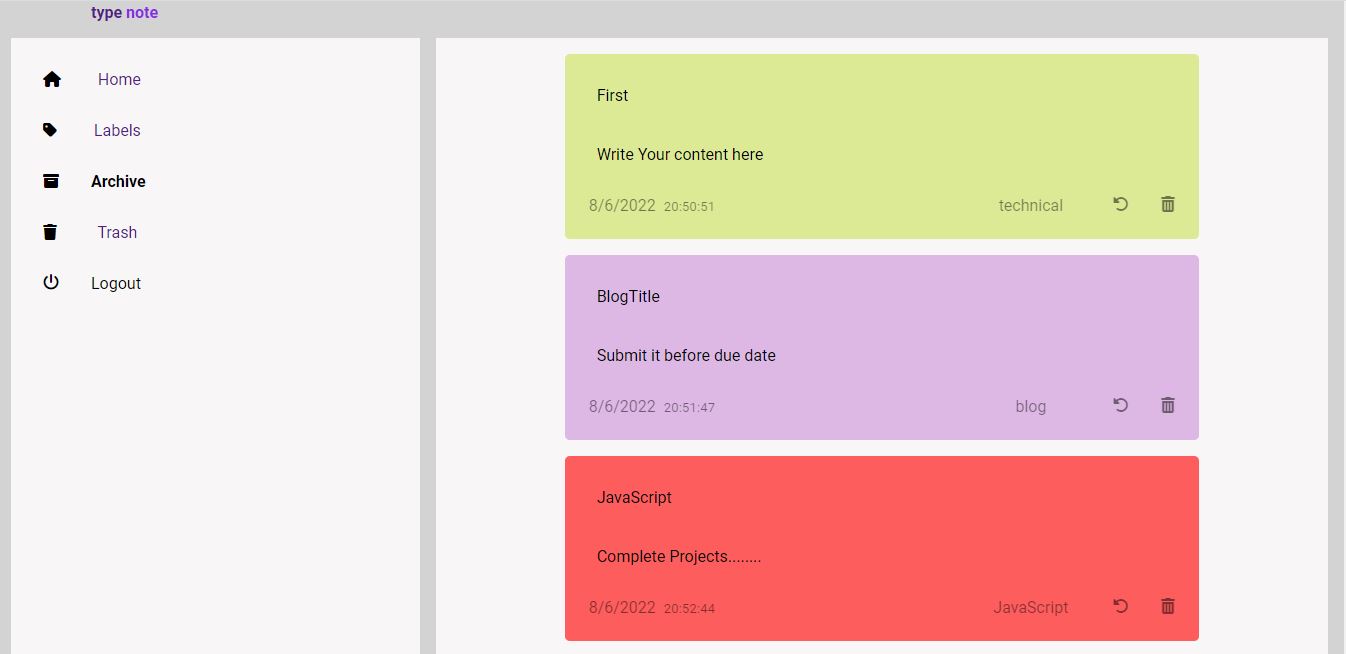 type note
Home
Labels
Archive
Trash
Logout
First
Write Your content here
8/6/2022 20:50:51 technical
BlogTitle
Submit it before due date
8/6/2022 20:51:47 blog
JavaScript
Complete Projects........
8/6/2022 20:52:44 JavaScript